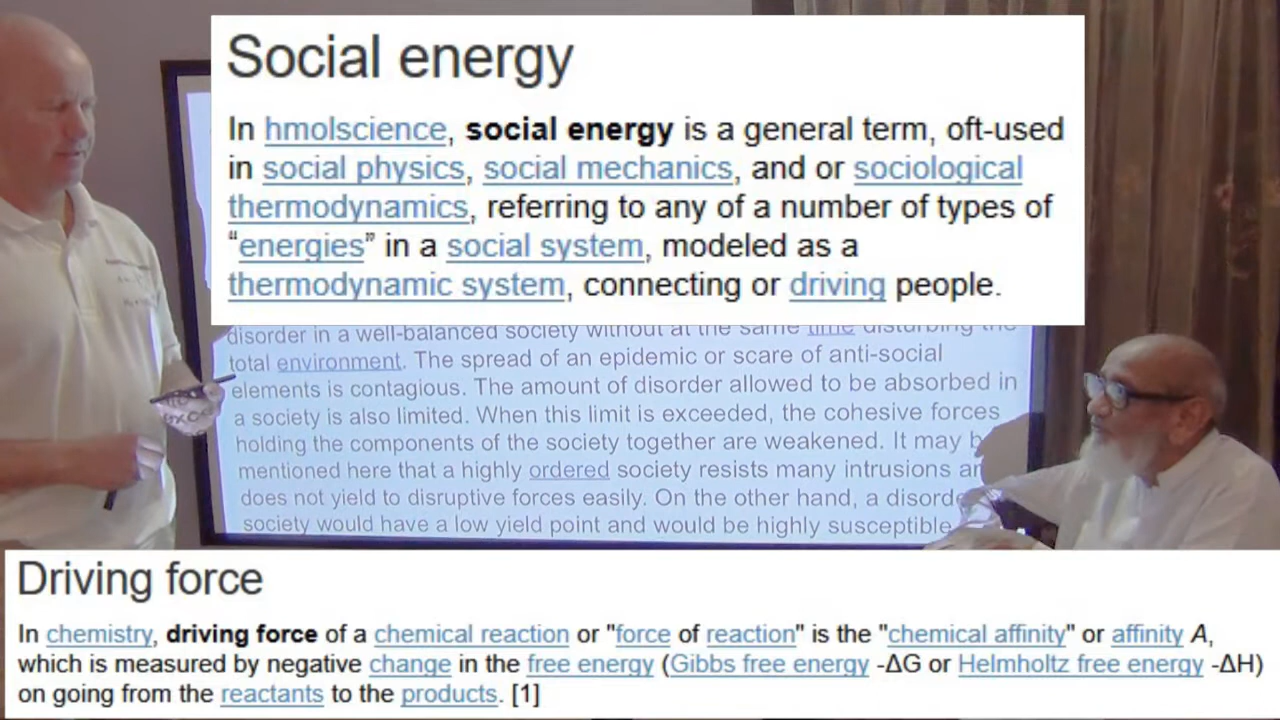 Social energy
In hmolscience, social energy is a general term, oft-used
in social physics, social mechanics, and or sociological
thermodynamics, referring to any of a number of types of
“energies” in a social system, modeled as a
thermodynamic system, connecting or driving people.
disorder in a well-balanced society without at the same time disturbing the
total environment. The spread of an epidemic or scare of anti-social
elements is contagious. The amount of disorder allowed to be absorbed in
a society is also limited. When this limit is exceeded, the cohesive forces
holding the components of the society together are weakened. It may
mentioned here that a highly ordered society resists many intrusions
does not yield to disruptive forces easily. On the other hand, a
society would have a low yield point and would be highly susceptible
Driving force
In chemistry, driving force of a chemical reaction or "force of reaction" is the "chemical affinity" or affinity A,
which is measured by negative change in the free energy (Gibbs free energy -ΔG or Helmholtz free energy -ΔH)
on going from the reactants to the products. [1]